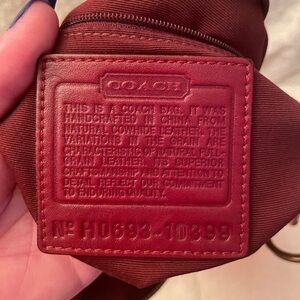 COACH
THIS IS A COACH BAG. IT WAS
HANDCRAFTED IN CHINA FROM
NATURAL COWHIDE LEATHER. THE
VARIATIONS IN THE GRAIN ARE
CHARACTERISTIC OF NATURAL FULL-
GRAIN LEATHER. ITS SUPERIOR
CRAFTSMANSHIP AND ATTENTION TO
DETAIL REFLECT OUR COMMITMENT
TO ENDURING QUALITY.
Nº H0693-10399